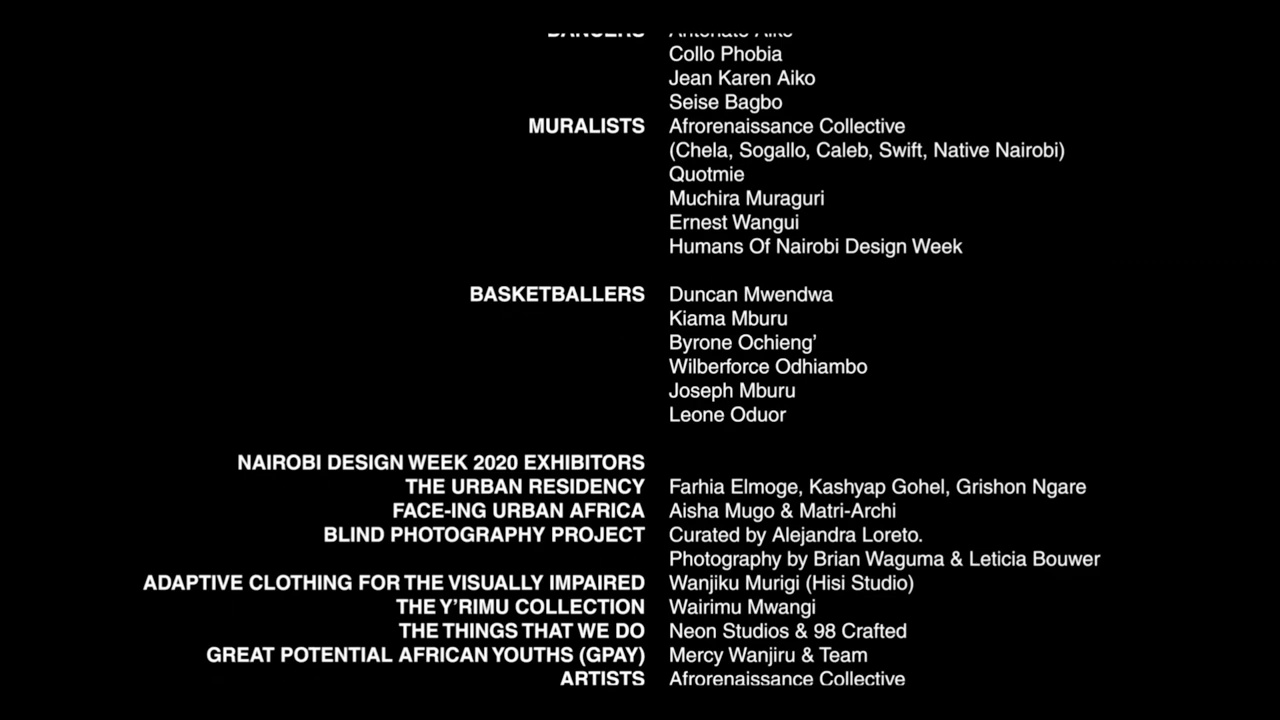 DANCERS
Collo Phobia
Jean Karen Aiko
Seise Bagbo
MURALISTS Afrorenaissance Collective
(Chela, Sogallo, Caleb, Swift, Native Nairobi)
Quotmie
Muchira Muraguri
Ernest Wangui
Humans Of Nairobi Design Week
BASKETBALLERS Duncan Mwendwa
Kiama Mburu
Byrone Ochieng’
Wilberforce Odhiambo
Joseph Mburu
Leone Oduor
NAIROBI DESIGN WEEK 2020 EXHIBITORS
THE URBAN RESIDENCY Farhia Elmoge, Kashyap Gohel, Grishon Ngare
FACE-ING URBAN AFRICA Aisha Mugo & Matri-Archi
BLIND PHOTOGRAPHY PROJECT Curated by Alejandra Loreto.
Photography by Brian Waguma & Leticia Bouwer
ADAPTIVE CLOTHING FOR THE VISUALLY IMPAIRED Wanjiku Murigi (Hisi Studio)
THE Y’RIMU COLLECTION Wairimu Mwangi
THE THINGS THAT WE DO Neon Studios & 98 Crafted
GREAT POTENTIAL AFRICAN YOUTHS (GPAY) Mercy Wanjiru & Team
ARTISTS Afrorenaissance Collective